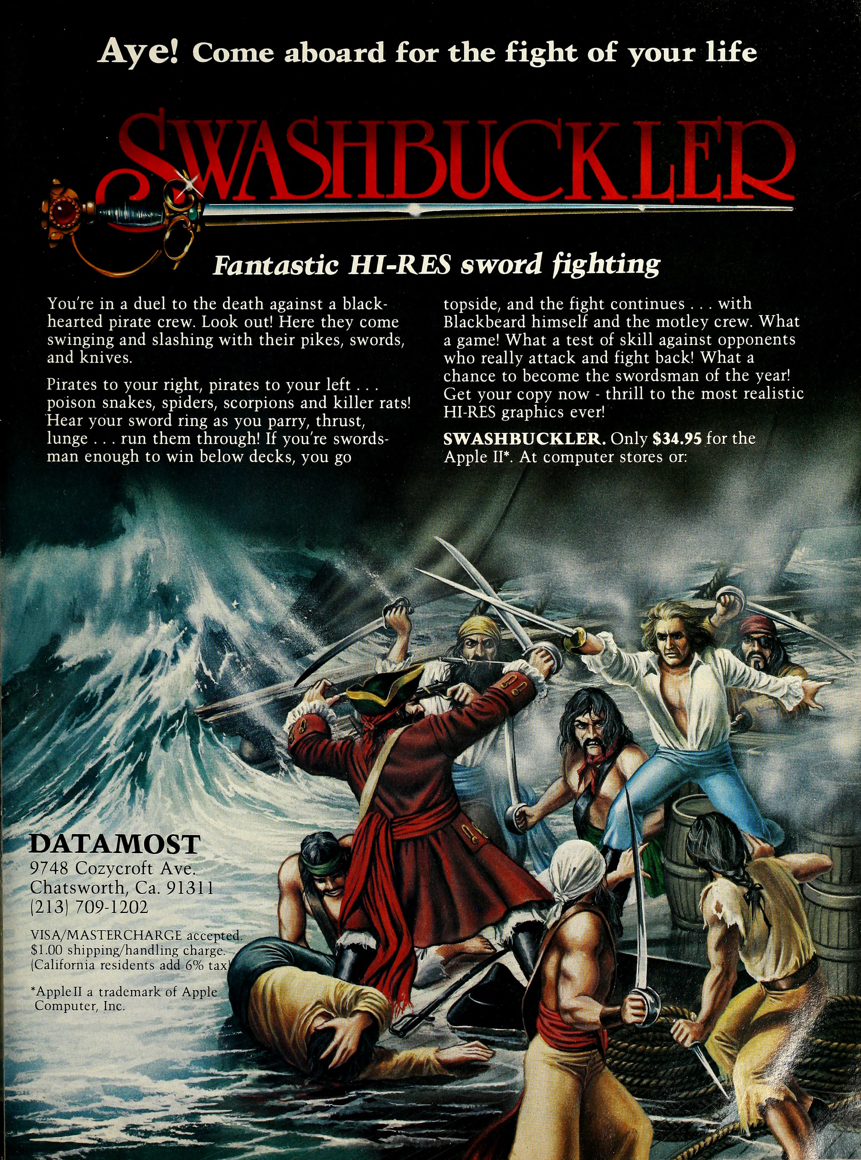 Aye! Come aboard for the fight of your life
SWASHBUCKLER
Fantastic HI-RES sword fighting
You're in a duel to the death against a black-
hearted pirate crew. Look out! Here they come
swinging and slashing with their pikes, swords,
and knives.
Pirates to your right, pirates to your left . . .
poison snakes, spiders, scorpions and killer rats!
Hear your sword ring as you parry, thrust,
lunge . . . run them through! If you're swords-
man enough to win below decks, you go
topside, and the fight continues . . . with
Blackbeard himself and the motley crew. What
a game! What a test of skill against opponents
who really attack and fight back! What a
chance to become the swordsman of the year!
Get your copy now - thrill to the most realistic
HI-RES graphics ever!
SWASHBUCKLER. Only $34.95 for the
Apple II*. At computer stores or:
DATAMOST
9748 Cozycroft Ave.
Chatsworth, Ca. 91311
(213) 709-1202
VISA/MASTERCHARGE accepted.
$1.00 shipping/handling charge.
(California residents add 6% tax)
*Apple II a trademark of Apple
Computer, Inc.